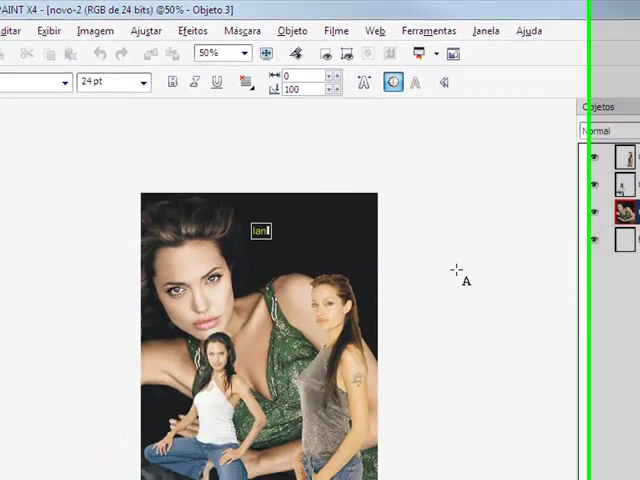 PAINT X4 - [novo-2 (RGB de 24 bits) @50% - Objeto 3]
ditar Exibir Imagem Ajustar Efeitos Máscara Objeto Filme Web Ferramentas Janela Ajuda
50%
24 pt B I U 0
100
A A
Objetos
Normal
lan
A